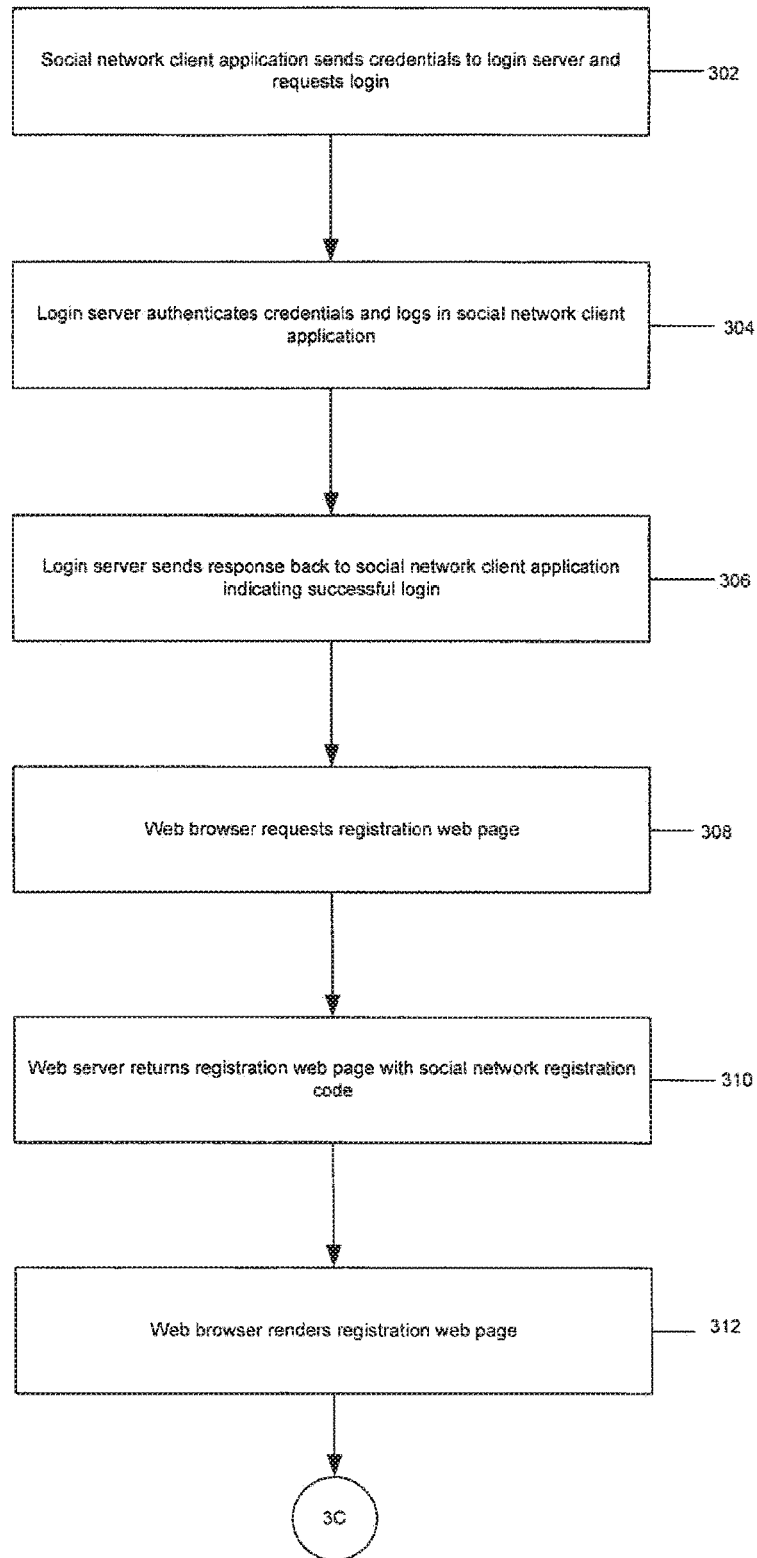 Social network client application sends credentials to login server and
requests login
302
Login server authenticates credentials and logs in social network client
application
304
Login server sends response back to social network client application
indicating successful login
306
Web browser requests registration web page
308
Web server returns registration web page with social network registration
code
310
Web browser renders registration web page
312
3C